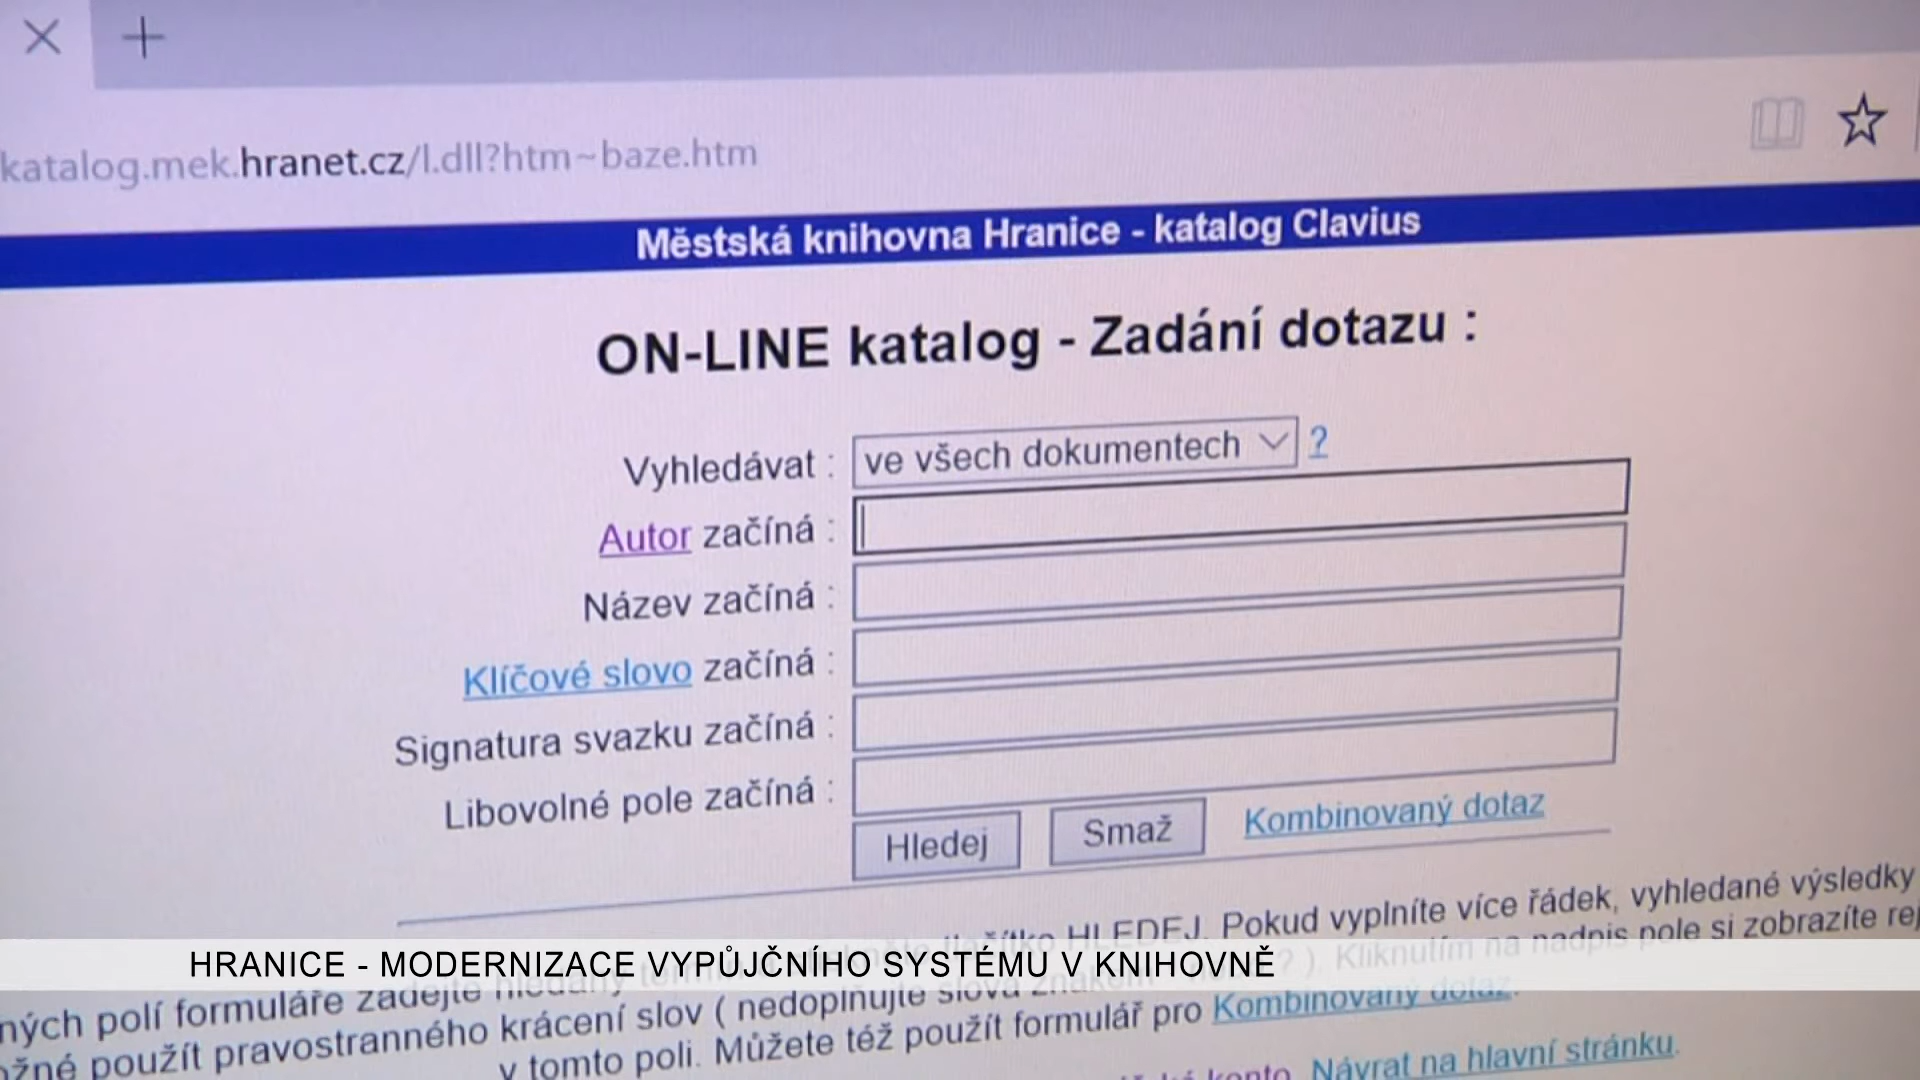 katalog.mek.hranet.cz/l.dll?htm~baze.htm
Městská knihovna Hranice - katalog Clavius
ON-LINE katalog - Zadání dotazu :
Vyhledávat : ve všech dokumentech ?
Autor začíná :
Název začíná :
Klíčové slovo začíná :
Signatura svazku začíná :
Libovolné pole začíná :
Hledej Smaž Kombinovaný dotaz
HLEDEJ. Pokud vyplníte více řádek, vyhledané výsledky
HRANICE - MODERNIZACE VYPŮJČNÍHO SYSTÉMU V KNIHOVNĚ
? ). Kliknutím na nadpis pole si zobrazíte
polí formuláře zadejte hledaný
použít pravostranného krácení slov ( nedoplňujte slova Kombinovaný dotaz.
v tomto poli. Můžete též použít formulář pro
konto. Návrat na hlavní stránku.